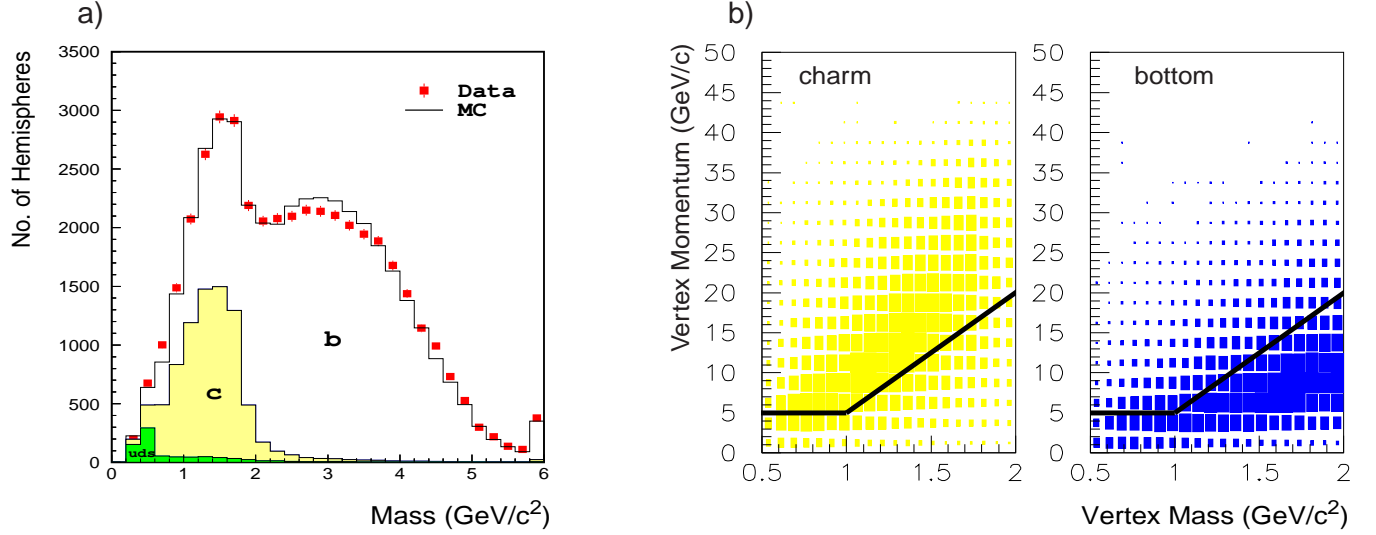 a)
No. of Hemispheres
3500
3000
2500
2000
1500
1000
500
0
Data
MC
b
c
uds
0 1 2 3 4 5 6
Mass (GeV/c²)
b)
Vertex Momentum (GeV/c)
50
45
40
35
30
25
20
15
10
5
0
charm
0.5 1 1.5 2
50
45
40
35
30
25
20
15
10
5
0
bottom
0.5 1 1.5 2
Vertex Mass (GeV/c²)